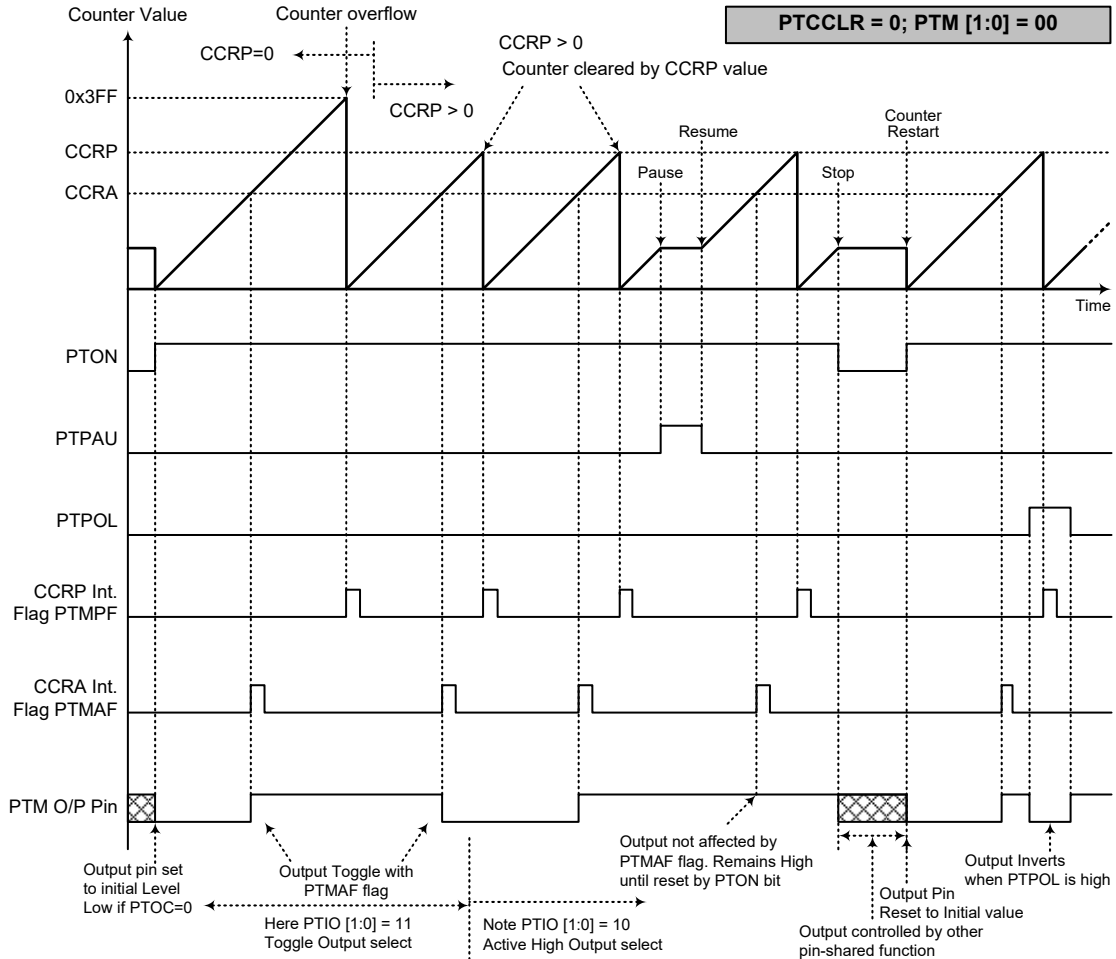 Counter Value
Counter overflow
PTCCLR = 0; PTM [1:0] = 00
CCRP=0
CCRP > 0
CCRP > 0
Counter cleared by CCRP value
0x3FF
CCRP
CCRA
Pause
Resume
Stop
Counter
Restart
Time
PTON
PTPAU
PTPOL
CCRP Int.
Flag PTMPF
CCRA Int.
Flag PTMAF
PTM O/P Pin
Output pin set
to initial Level
Low if PTOC=0
Output Toggle with
PTMAF flag
Here PTIO [1:0] = 11
Toggle Output select
Note PTIO [1:0] = 10
Active High Output select
Output not affected by
PTMAF flag. Remains High
until reset by PTON bit
Output Pin
Reset to Initial value
Output controlled by other
pin-shared function
Output Inverts
when PTPOL is high